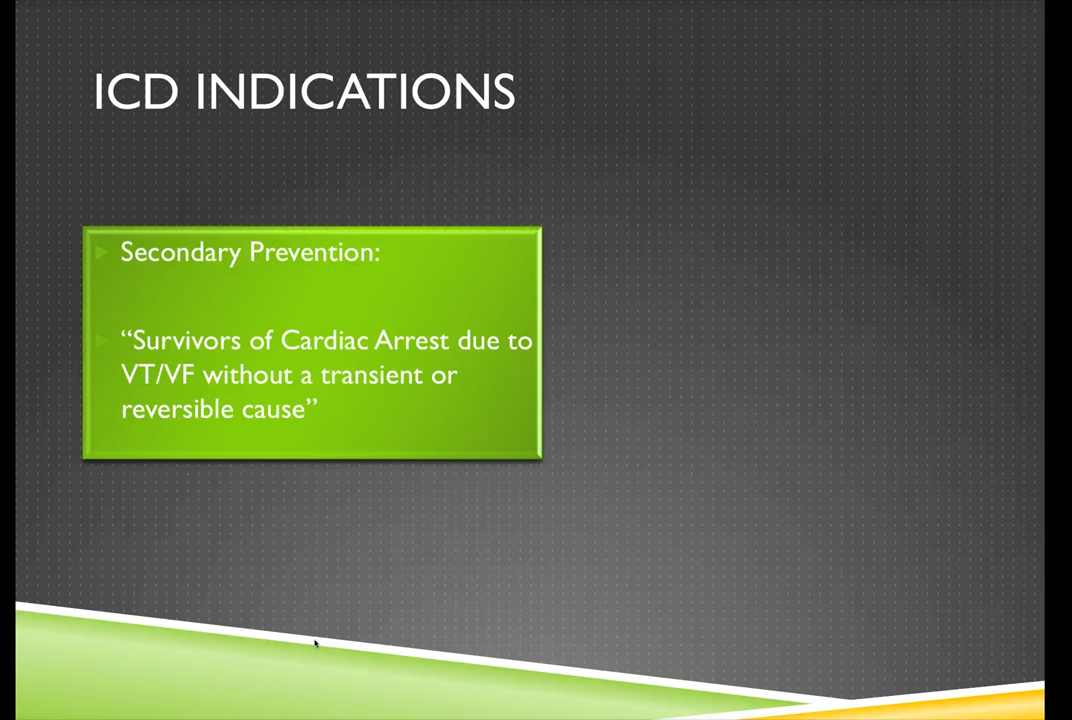 ICD INDICATIONS
Secondary Prevention:
“Survivors of Cardiac Arrest due to
VT/VF without a transient or
reversible cause”